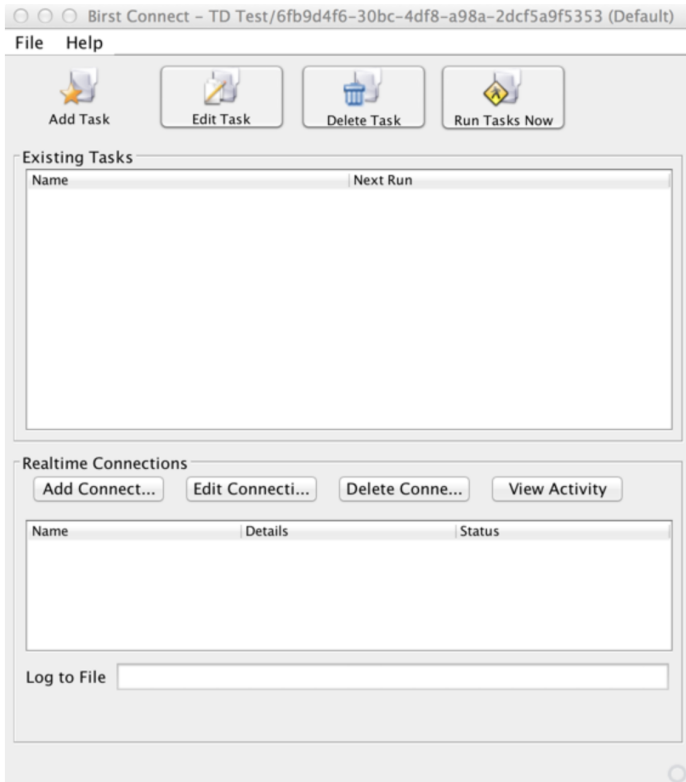 Birst Connect – TD Test/6fb9d4f6-30bc-4df8-a98a-2dcf5a9f5353 (Default)
File Help
Add Task Edit Task Delete Task Run Tasks Now
Existing Tasks
Name Next Run
Realtime Connections
Add Connect... Edit Connecti... Delete Conne... View Activity
Name Details Status
Log to File